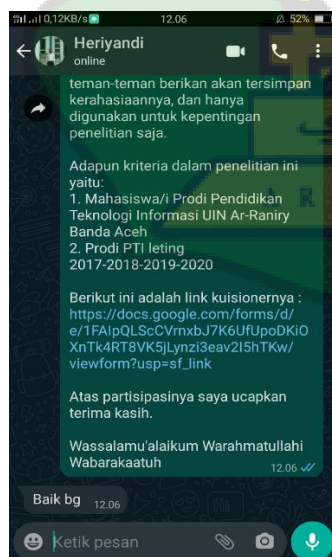 0,12KB/s 12.06 52%
Heriyandi
online
teman-teman berikan akan tersimpan
kerahasiaannya, dan hanya
digunakan untuk kepentingan
penelitian saja.
Adapun kriteria dalam penelitian ini
yaitu:
1. Mahasiswa/i Prodi Pendidikan
Teknologi Informasi UIN Ar-Raniry
Banda Aceh
2. Prodi PTI leting
2017-2018-2019-2020
Berikut ini adalah link kuisionernya :
https://docs.google.com/forms/d/
e/1FAIpQLScCVrnxbJ7K6UfUpoDKiO
XnTk4RT8VK5jLynzi3eav2I5hTKw/
viewform?usp=sf_link
Atas partisipasinya saya ucapkan
terima kasih.
Wassalamu'alaikum Warahmatullahi
Wabarakaatuh
12.06
Baik bg 12.06
Ketik pesan